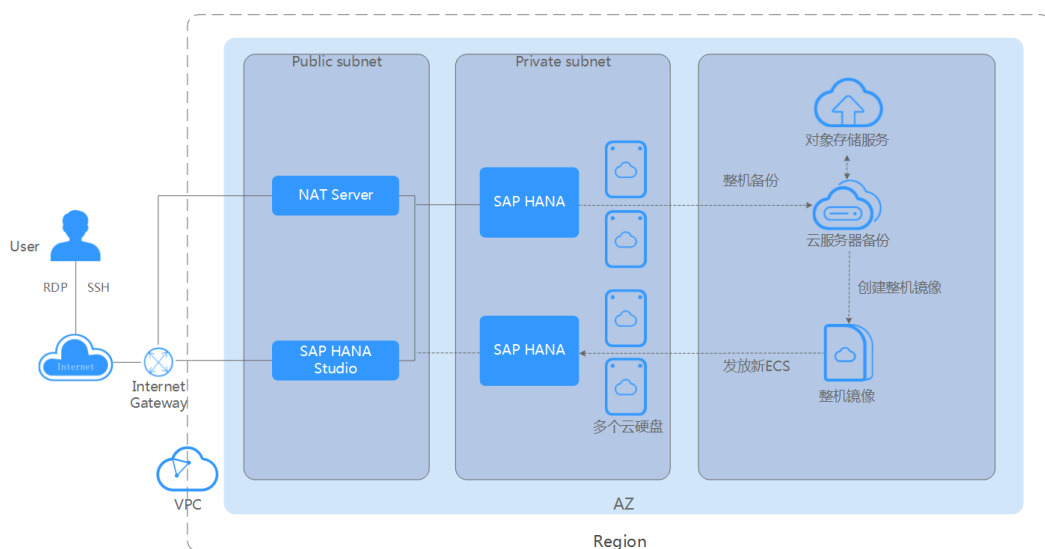 Public subnet
Private subnet
对象存储服务
整机备份
NAT Server
SAP HANA
云服务器备份
User
RDP
SSH
创建整机镜像
SAP HANA
Studio
SAP HANA
发放新ECS
Internet
Internet
Gateway
整机镜像
多个云硬盘
VPC
AZ
Region